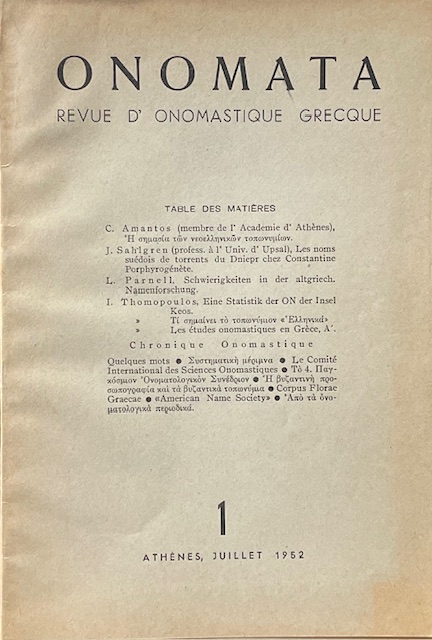 ONOMATA
REVUE D' ONOMASTIQUE GRECQUE
TABLE DES MATIÈRES
C. Amantos (membre de l' Academie d' Athènes),
Ἡ σημασία τῶν νεοελληνικῶν τοπωνυμίων.
J. Sahlgren (profess. à l' Univ. d' Upsal), Les noms
suédois de torrents du Dniepr chez Constantine
Porphyrogénète.
L. Parnell, Schwierigkeiten in der altgriech.
Namenforschung.
I. Thomopoulos, Eine Statistik der ON der Insel
Keos.
» Τί σημαίνει τὸ τοπωνύμιον «Ἑλληνικά»
» Les études onomastiques en Grèce, Α΄.
Chronique Onomastique
Quelques mots ● Συστηματικὴ μέριμνα ● Le Comité
International des Sciences Onomastiques ● Τὸ 4. Παγ-
κόσμιον Ὀνοματολογικὸν Συνέδριον ● Ἡ βυζαντινὴ προ-
σωπογραφία καὶ τὰ βυζαντικὰ τοπωνύμια ● Corpus Florae
Graecae ● «American Name Society» ● Ἀπὸ τὰ ὀνο-
ματολογικὰ περιοδικά.
1
ATHÈNES, JUILLET 1952